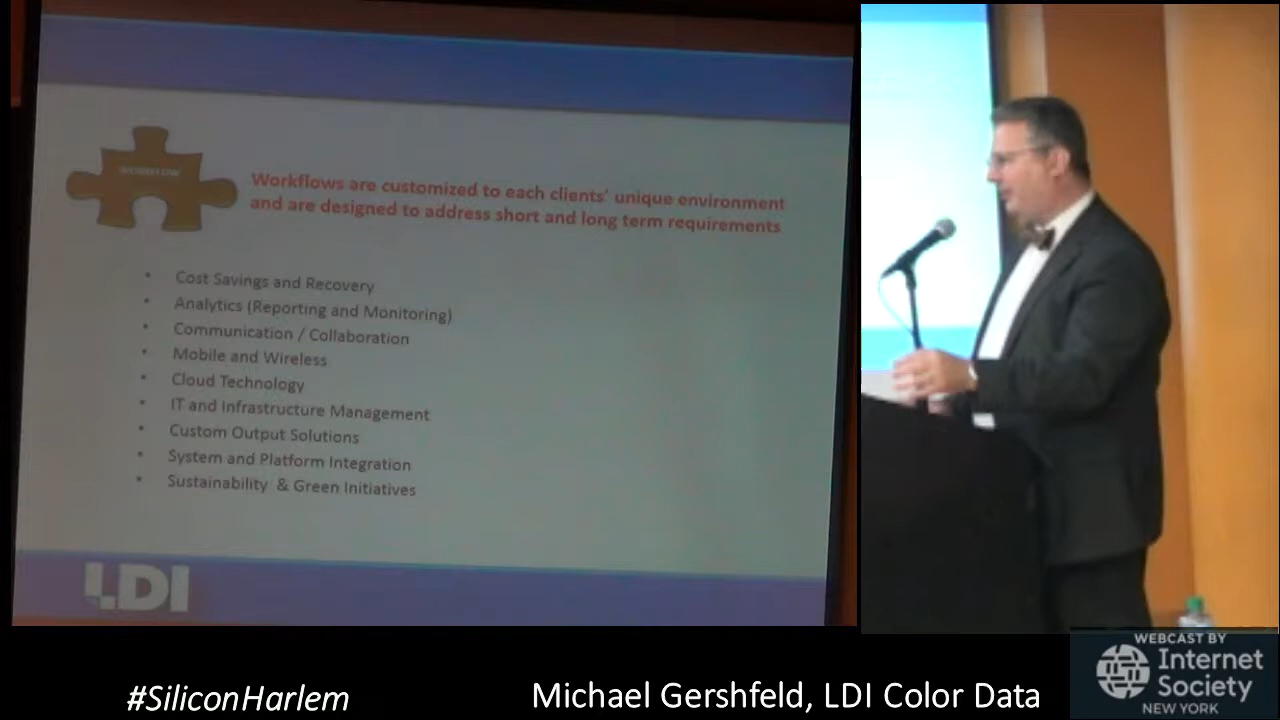 WORKFLOW
Workflows are customized to each clients' unique environment
and are designed to address short and long term requirements
• Cost Savings and Recovery
• Analytics (Reporting and Monitoring)
• Communication / Collaboration
• Mobile and Wireless
• Cloud Technology
• IT and Infrastructure Management
• Custom Output Solutions
• System and Platform Integration
• Sustainability & Green Initiatives
LDI
#SiliconHarlem
Michael Gershfeld, LDI Color Data
WEBCAST BY
Internet
Society
NEW YORK